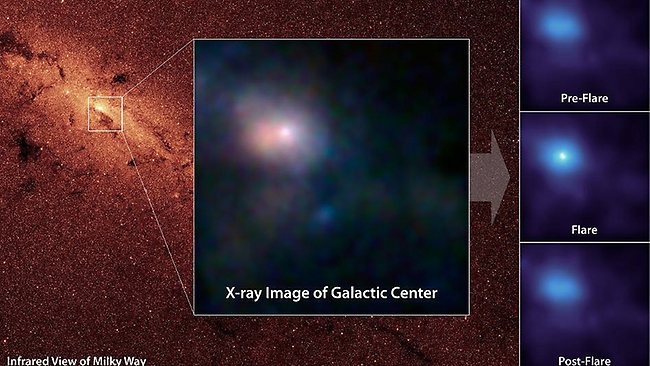 Pre-Flare
Flare
X-ray Image of Galactic Center
Infrared View of Milky Way
Post-Flare